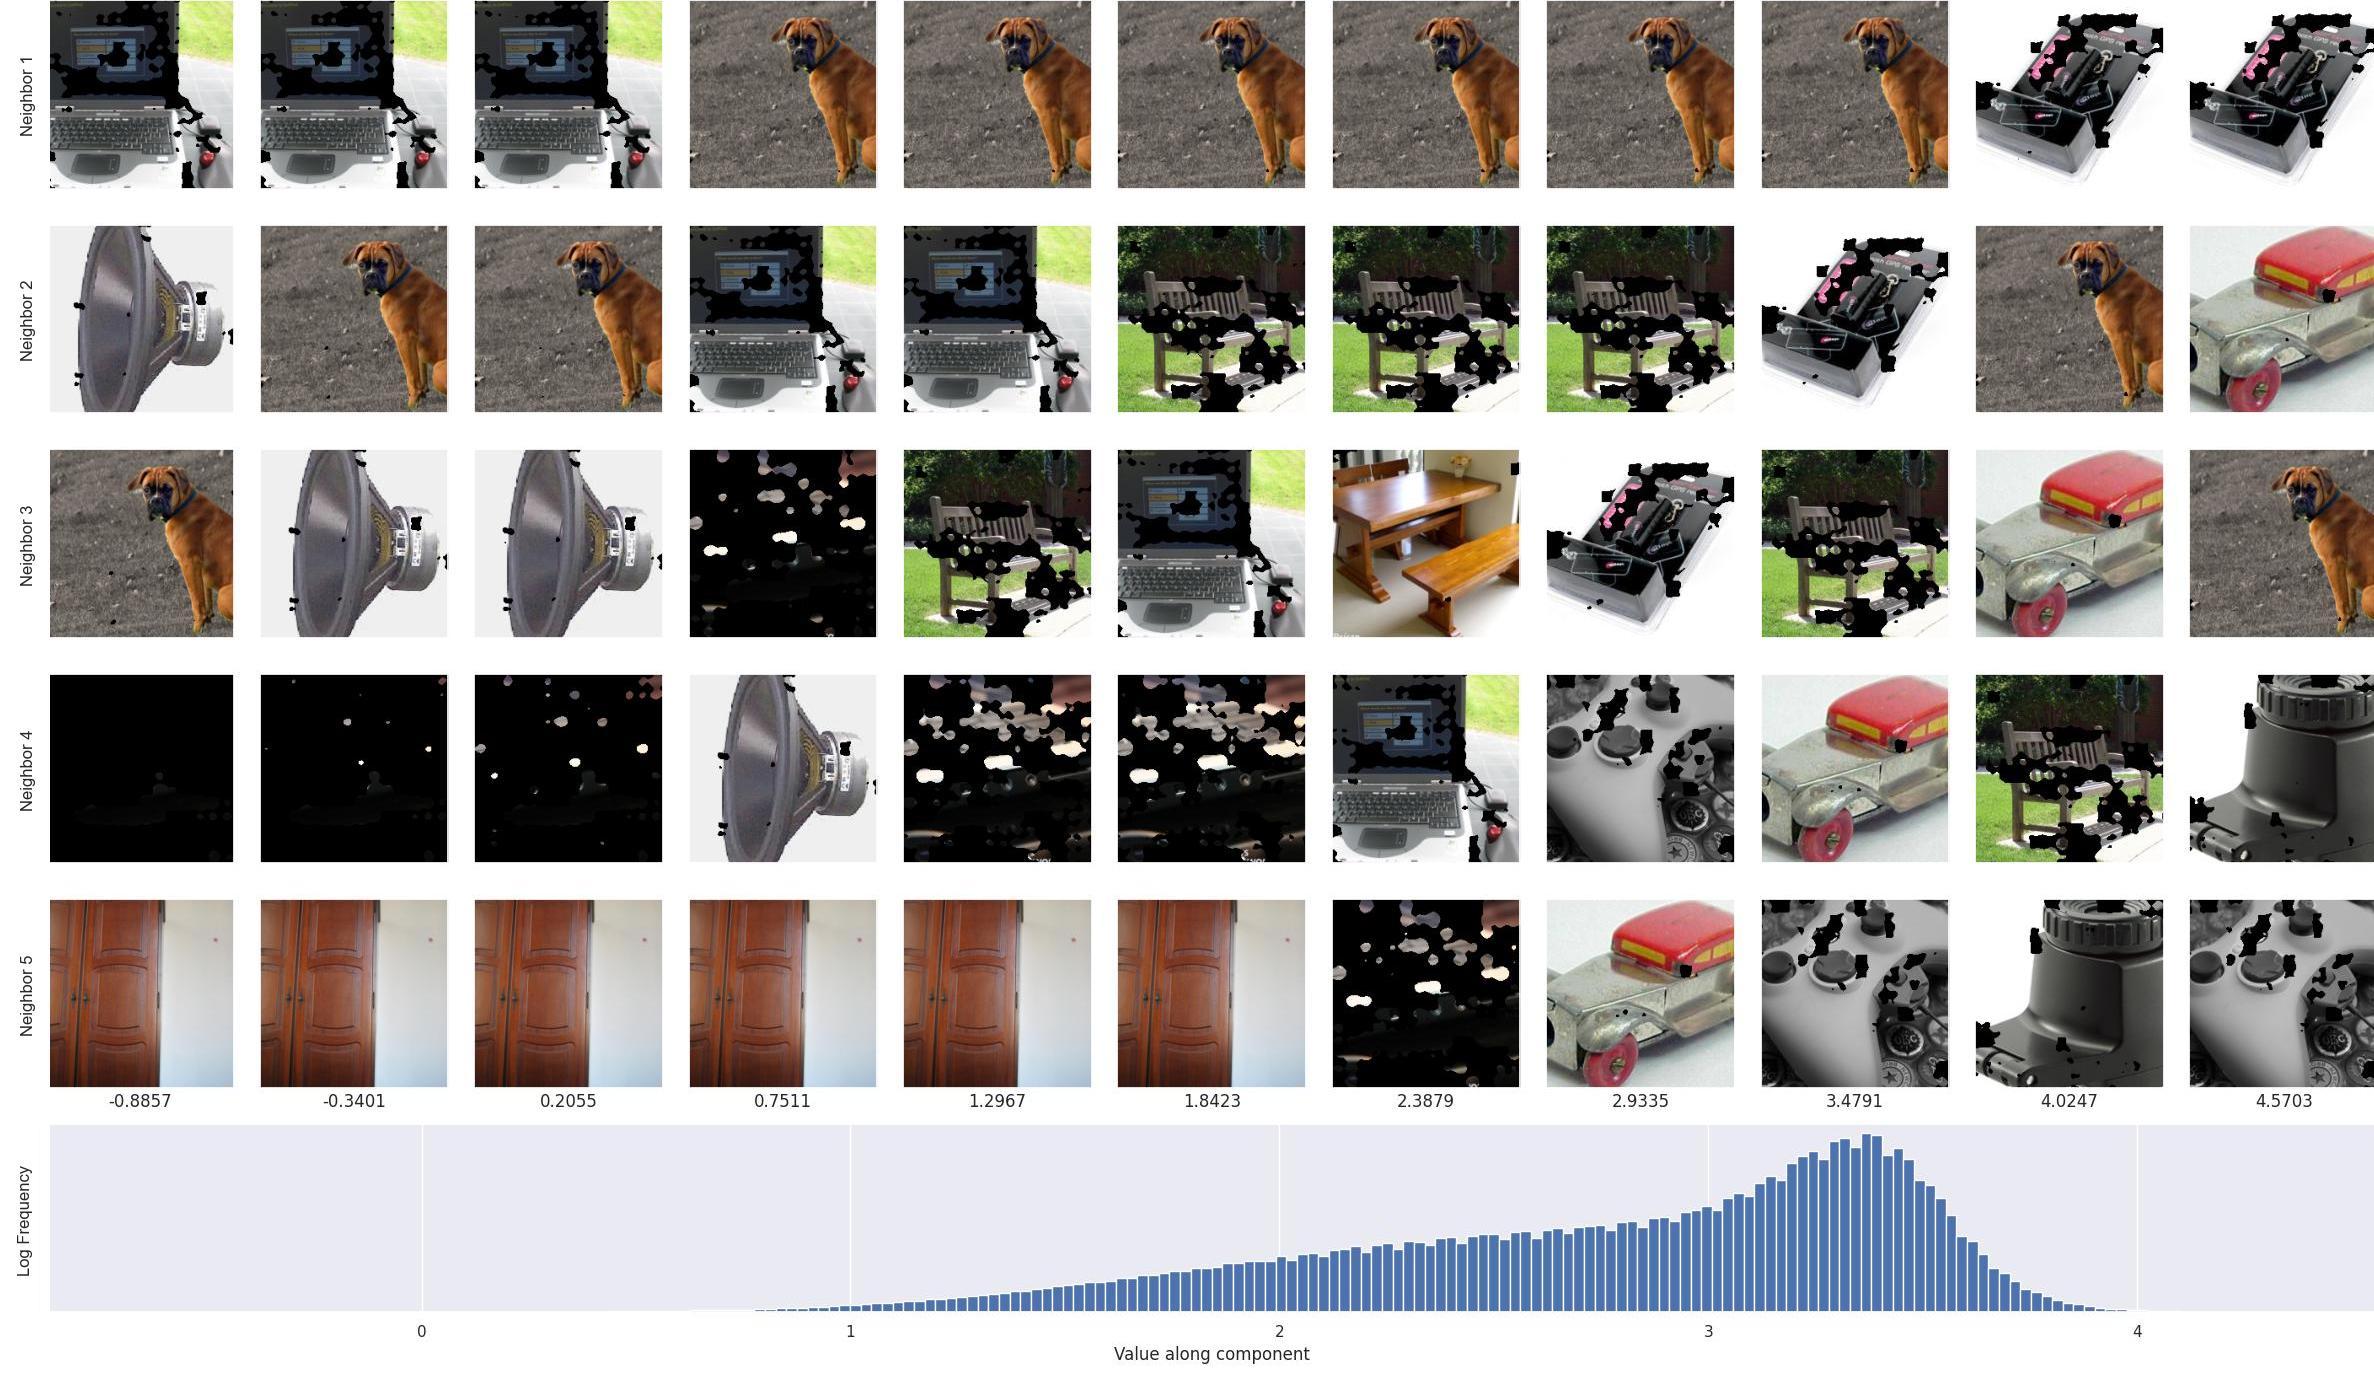 Neighbor 1
Neighbor 2
Neighbor 3
Neighbor 4
Neighbor 5
-0.8857 -0.3401 0.2055 0.7511 1.2967 1.8423 2.3879 2.9335 3.4791 4.0247 4.5703
Log Frequency
0 1 2 3 4
Value along component